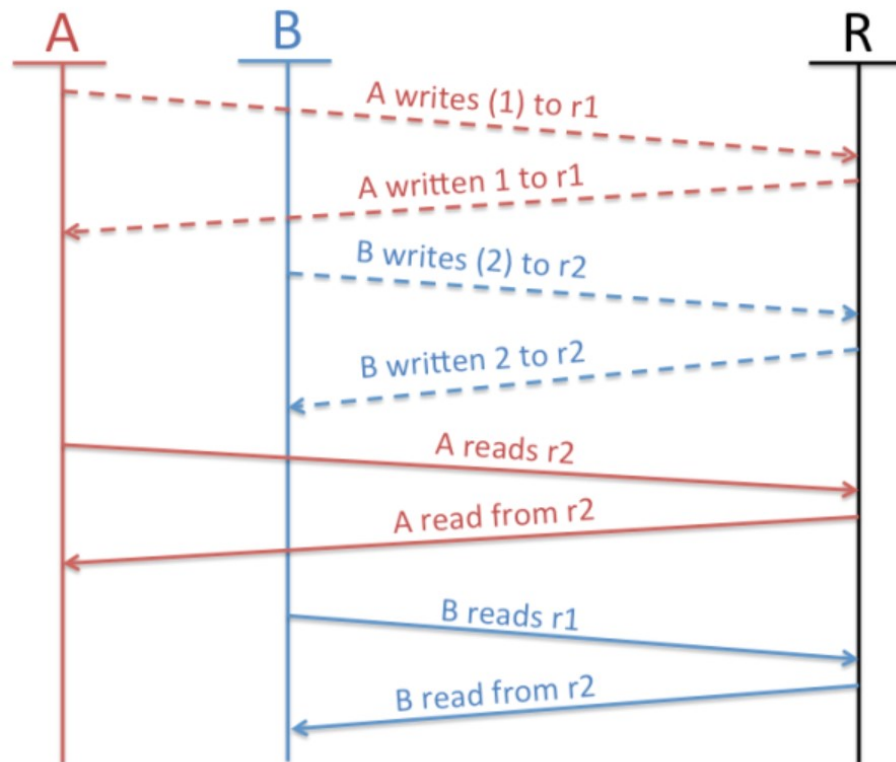 A
B
R
A writes (1) to r1
A written 1 to r1
B writes (2) to r2
B written 2 to r2
A reads r2
A read from r2
B reads r1
B read from r2